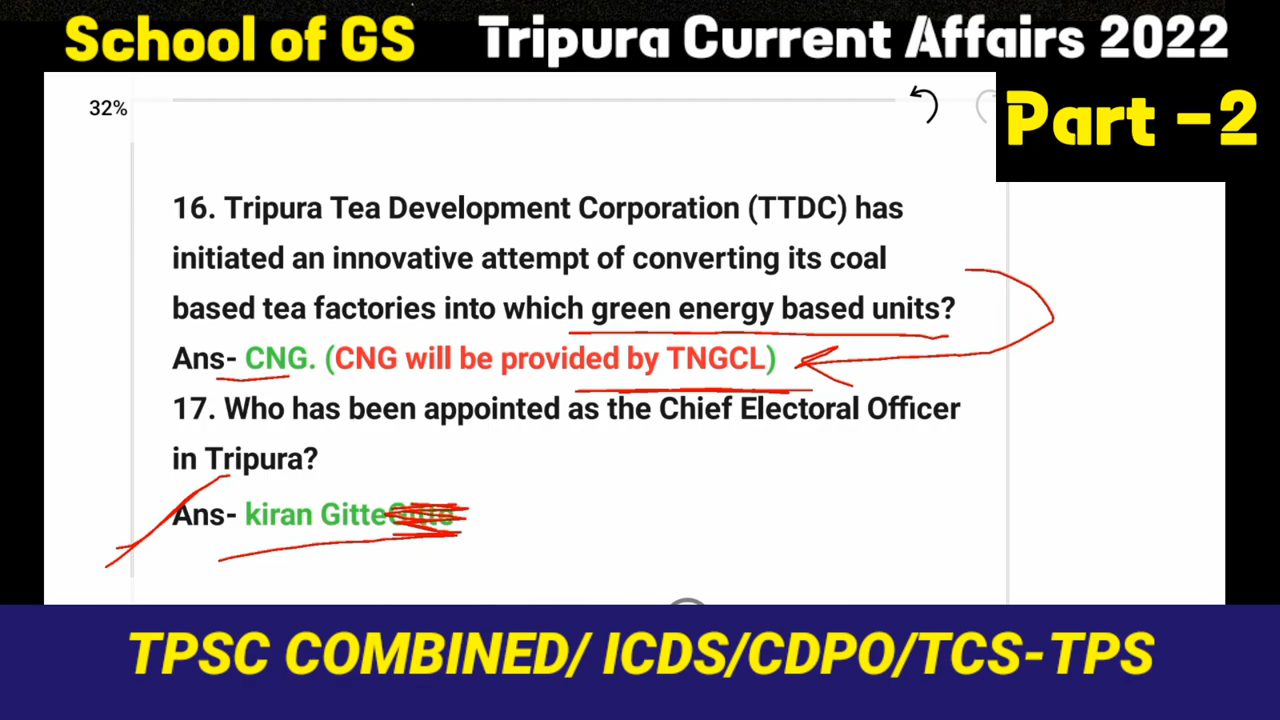 School of GS Tripura Current Affairs 2022
Part -2
32%
16. Tripura Tea Development Corporation (TTDC) has
initiated an innovative attempt of converting its coal
based tea factories into which green energy based units?
Ans- CNG. (CNG will be provided by TNGCL)
17. Who has been appointed as the Chief Electoral Officer
in Tripura?
Ans- kiran Gitte
TPSC COMBINED/ ICDS/CDPO/TCS-TPS